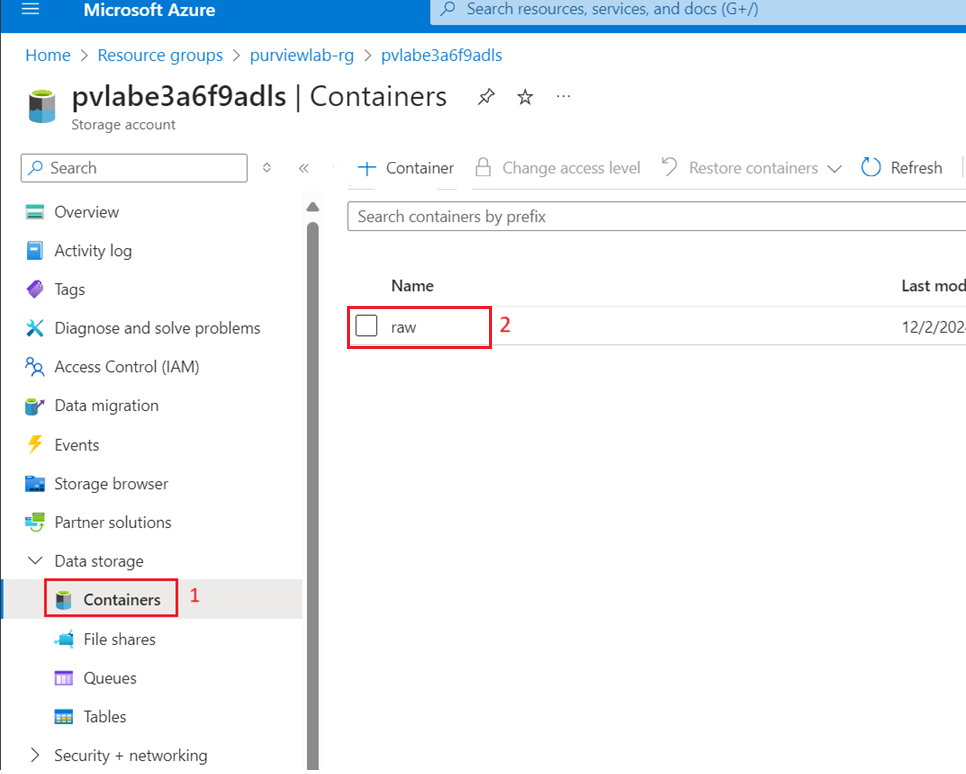 Microsoft Azure
Search resources, services, and docs (G+/)
Home > Resource groups > purviewlab-rg > pvlabe3a6f9adls
pvlabe3a6f9adls | Containers
Storage account
Search
Container
Change access level
Restore containers
Refresh
Overview
Activity log
Tags
Diagnose and solve problems
Access Control (IAM)
Data migration
Events
Storage browser
Partner solutions
Data storage
Containers 1
File shares
Queues
Tables
Security + networking
Search containers by prefix
Name Last mod
raw 2 12/2/202